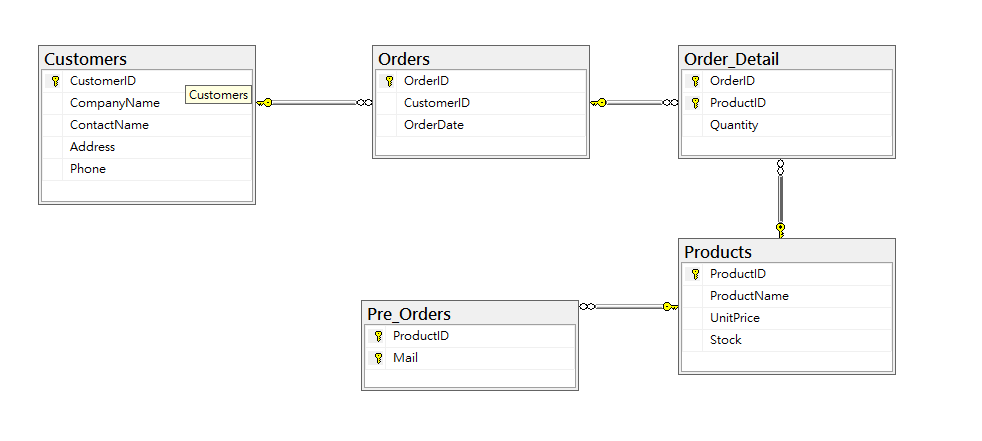 Customers
CustomerID
CompanyName
ContactName
Address
Phone
Customers
Orders
OrderID
CustomerID
OrderDate
Order_Detail
OrderID
ProductID
Quantity
Products
ProductID
ProductName
UnitPrice
Stock
Pre_Orders
ProductID
Mail